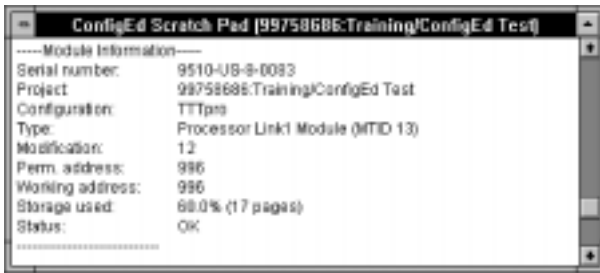 ConfigEd Scratch Pad [99758686:Training/ConfigEd Test]
-----Module Information-----
Serial number: 9510-US-8-0083
Project: 99758686:Training/ConfigEd Test
Configuration: TTTpro
Type: Processor Link1 Module (MTID 13)
Modification: 12
Perm. address: 996
Working address: 996
Storage used: 60.0% (17 pages)
Status: OK
--------------------------